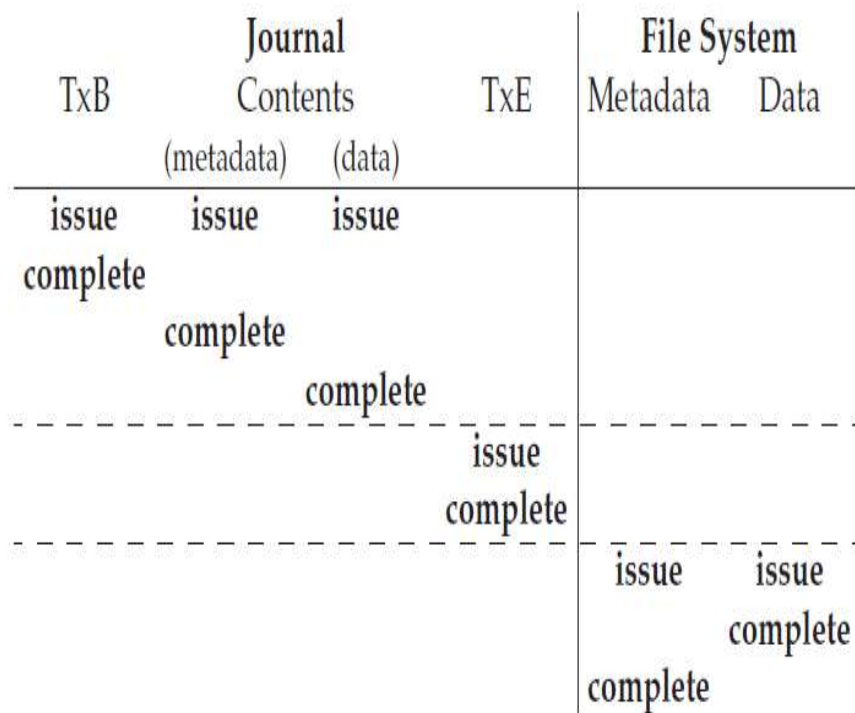 Journal File System
TxB Contents TxE Metadata Data
(metadata) (data)
issue issue issue
complete
complete
complete
issue
complete
issue issue
complete
complete